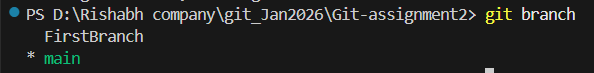 PS D:\Rishabh company\git_Jan2026\Git-assignment2> git branch
FirstBranch
* main